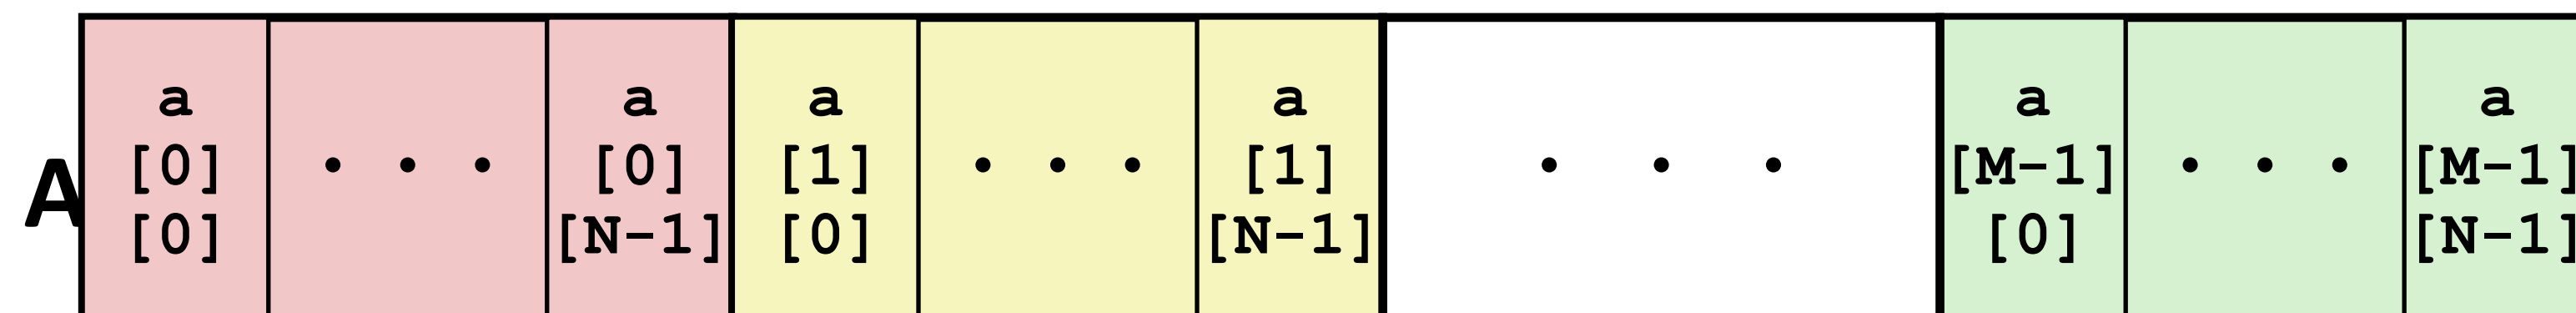 a a a a a a
[0] • • • [0] [1] • • • [1] • • • [M-1] • • • [M-1]
A [0] [N-1] [0] [N-1] [0] [N-1]